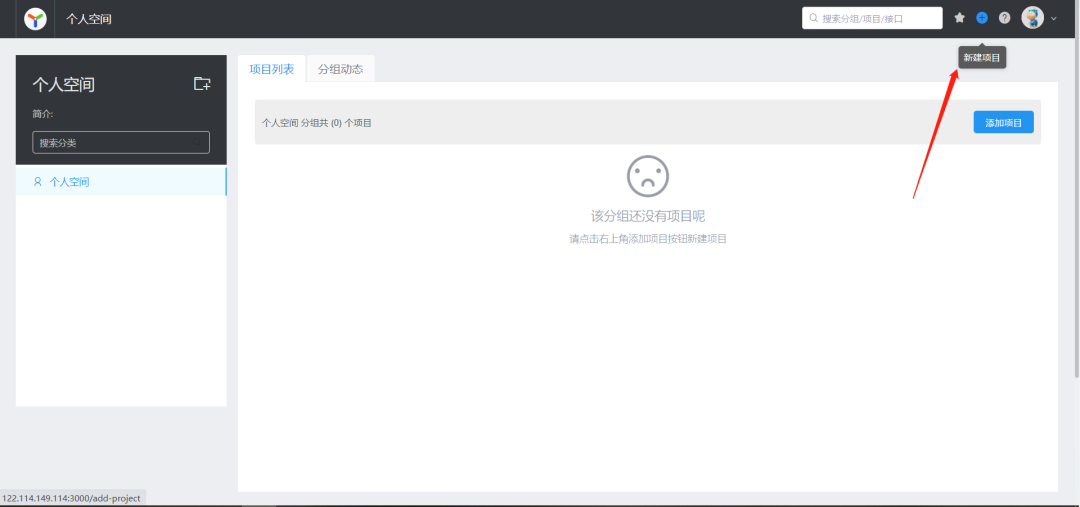 个人空间
搜索分组/项目/接口
新建项目
个人空间
简介:
搜索分类
个人空间
项目列表
分组动态
个人空间 分组共 (0) 个项目
添加项目
该分组还没有项目呢
请点击右上角添加项目按钮新建项目
122.114.149.114:3000/add-project